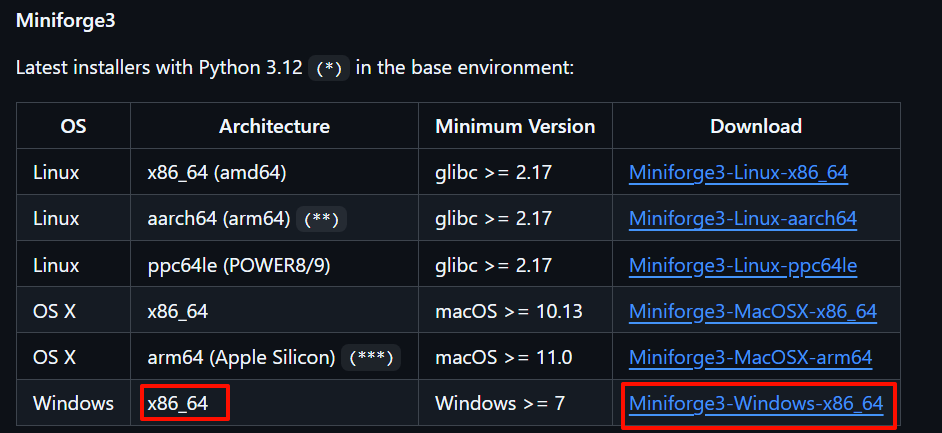 Miniforge3
Latest installers with Python 3.12 (*) in the base environment:
OS Architecture Minimum Version Download
Linux x86_64 (amd64) glibc >= 2.17 Miniforge3-Linux-x86_64
Linux aarch64 (arm64) (**) glibc >= 2.17 Miniforge3-Linux-aarch64
Linux ppc64le (POWER8/9) glibc >= 2.17 Miniforge3-Linux-ppc64le
OS X x86_64 macOS >= 10.13 Miniforge3-MacOSX-x86_64
OS X arm64 (Apple Silicon) (***) macOS >= 11.0 Miniforge3-MacOSX-arm64
Windows x86_64 Windows >= 7 Miniforge3-Windows-x86_64